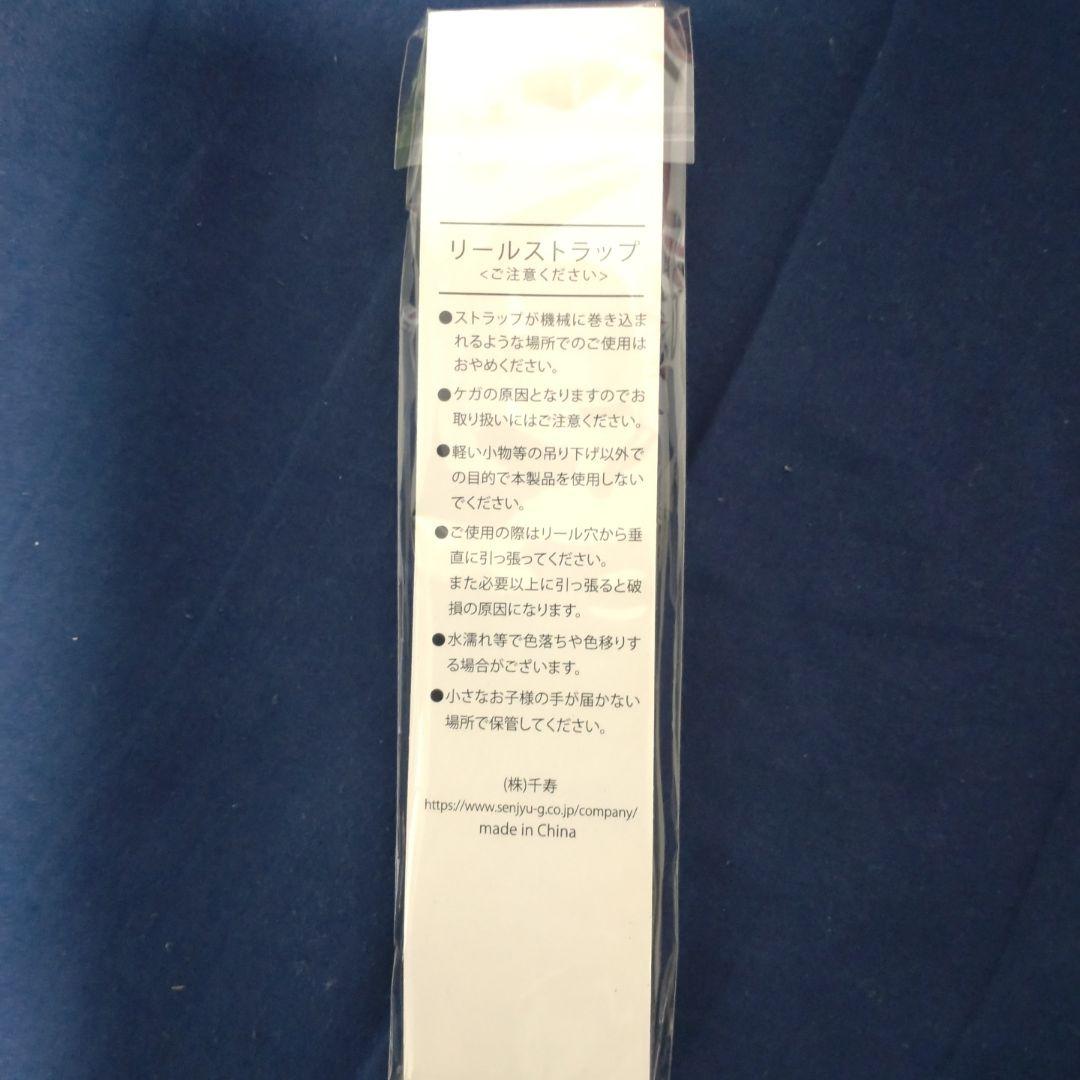 リールストラップ
<ご注意ください>
●ストラップが機械に巻き込ま
れるような場所でのご使用は
おやめください。
●ケガの原因となりますのでお
取り扱いにはご注意ください。
●軽い小物等の吊り下げ以外で
の目的で本製品を使用しない
でください。
●ご使用の際はリール穴から垂
直に引っ張ってください。
また必要以上に引っ張ると破
損の原因になります。
●水濡れ等で色落ちや色移りす
る場合がございます。
●小さなお子様の手が届かない
場所で保管してください。
(株)千寿
https://www.senjyu-g.co.jp/company/
made in China